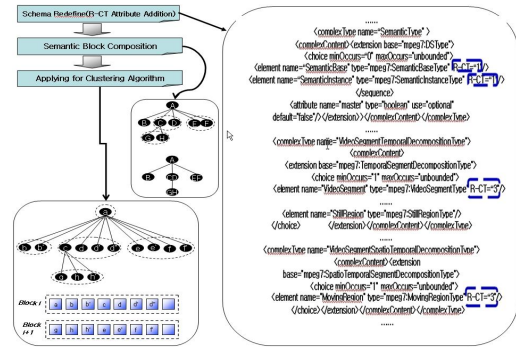 Schema Redefine(R-CT Attribute Addition)
Semantic Block Composition
Applying for Clustering Algorithm
A
B C D E F
G H
A
B CD EF
GH
a
b b' c c' d d' e e' f f'
g h h'
Block i
Block
i+1
......
<complexType name="SemanticType" >
<complexContent><extension base="mpeg7:DSType">
<choice minOccurs="0" maxOccurs="unbounded">
<element name="SemanticBase" type="mpeg7:SemanticBaseType" R-CT="1"/>
<element name="SemanticInstance" type="mpeg7:SemanticInstanceType" R-CT="1"/>
</sequence>
<attribute name="master" type="boolean" use="optional"
default="false"/></extension></complexContent></complexType>
......
<complexType name="VideoSegmentTemporalDecompositionType">
<complexContent>
<extension base="mpeg7:TemporalSegmentDecompositionType">
<choice minOccurs="1" maxOccurs="unbounded">
<element name="VideoSegment" type="mpeg7:VideoSegmentType" R-CT="3"/>
......
<element name="StillRegion" type="mpeg7:StillRegionType"/>
</choice> </extension></complexContent></complexType>
......
<complexType name="VideoSegmentSpatioTemporalDecompositionType">
<complexContent><extension
base="mpeg7:SpatioTemporalSegmentDecompositionType">
<choice minOccurs="1" maxOccurs="unbounded">
<element name="MovingRegion" type="mpeg7:MovingRegionType" R-CT="3"/>
</choice></extension></complexContent></complexType>
......